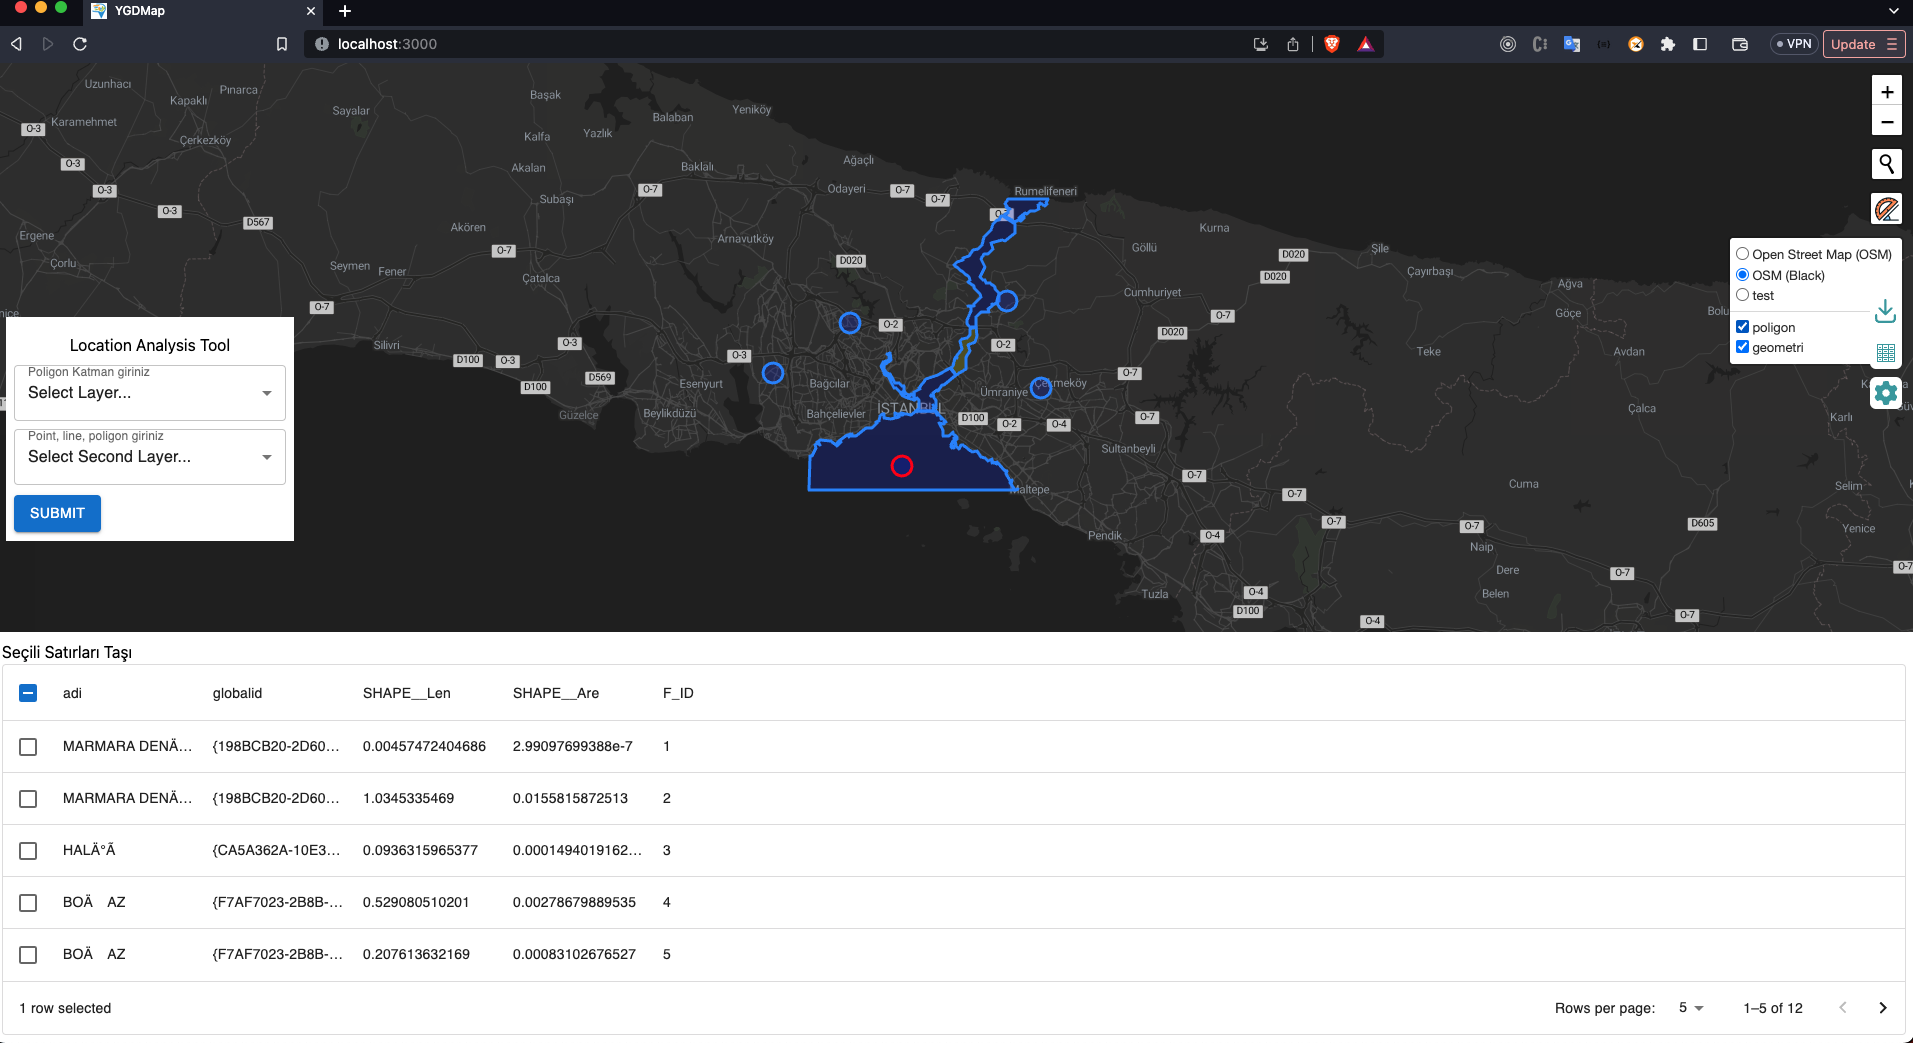 YGDMap
localhost:3000
VPN
Update
Uzunhacı
Pınarca
Kapaklı
Karamehmet
O-3
Çerkezköy
Sayalar
Başak
Yeniköy
Balaban
Kalfa
Yazlık
Akalan
Baklalı
Ağaçlı
Odayeri
O-7
O-7
O-7
Rumelifeneri
O-3
O-3
O-3
D567
Subaşı
Akören
Arnavutköy
Göllü
Kurna
Şile
Ergene
Çorlu
O-7
Seymen
Fener
Çatalca
D020
D020
D020
Çayırbaşı
Ağva
Göçe
Cumhuriyet
O-7
O-2
O-7
D020
O-2
Teke
Avdan
Silivri
O-3
D100
O-3
O-3
D569
D100
Esenyurt
Bağcılar
Ümraniye
Çekmeköy
O-7
Güzelce
Beylikdüzü
Bahçelievler
İSTANBUL
D100
O-2
O-4
O-7
Çalca
Karlı
Sultanbeyli
O-7
Maltepe
O-7
Cuma
Selim
O-7
O-7
D605
Yenice
Pendik
O-4
Naip
Dere
O-7
O-7
Tuzla
O-4
D100
Belen
O-7
O-4
+
−
Open Street Map (OSM)
OSM (Black)
test
poligon
geometri
Location Analysis Tool
Poligon Katman giriniz
Select Layer...
Point, line, poligon giriniz
Select Second Layer...
SUBMIT
Seçili Satırları Taşı
adi globalid SHAPE__Len SHAPE__Are F_ID
MARMARA DENÄ... {198BCB20-2D60... 0.00457472404686 2.99097699388e-7 1
MARMARA DENÄ... {198BCB20-2D60... 1.0345335469 0.0155815872513 2
HALÄ°Ã {CA5A362A-10E3... 0.0936315965377 0.0001494019162... 3
BOÄ AZ {F7AF7023-2B8B-... 0.529080510201 0.00278679889535 4
BOÄ AZ {F7AF7023-2B8B-... 0.207613632169 0.00083102676527 5
1 row selected
Rows per page: 5 1–5 of 12